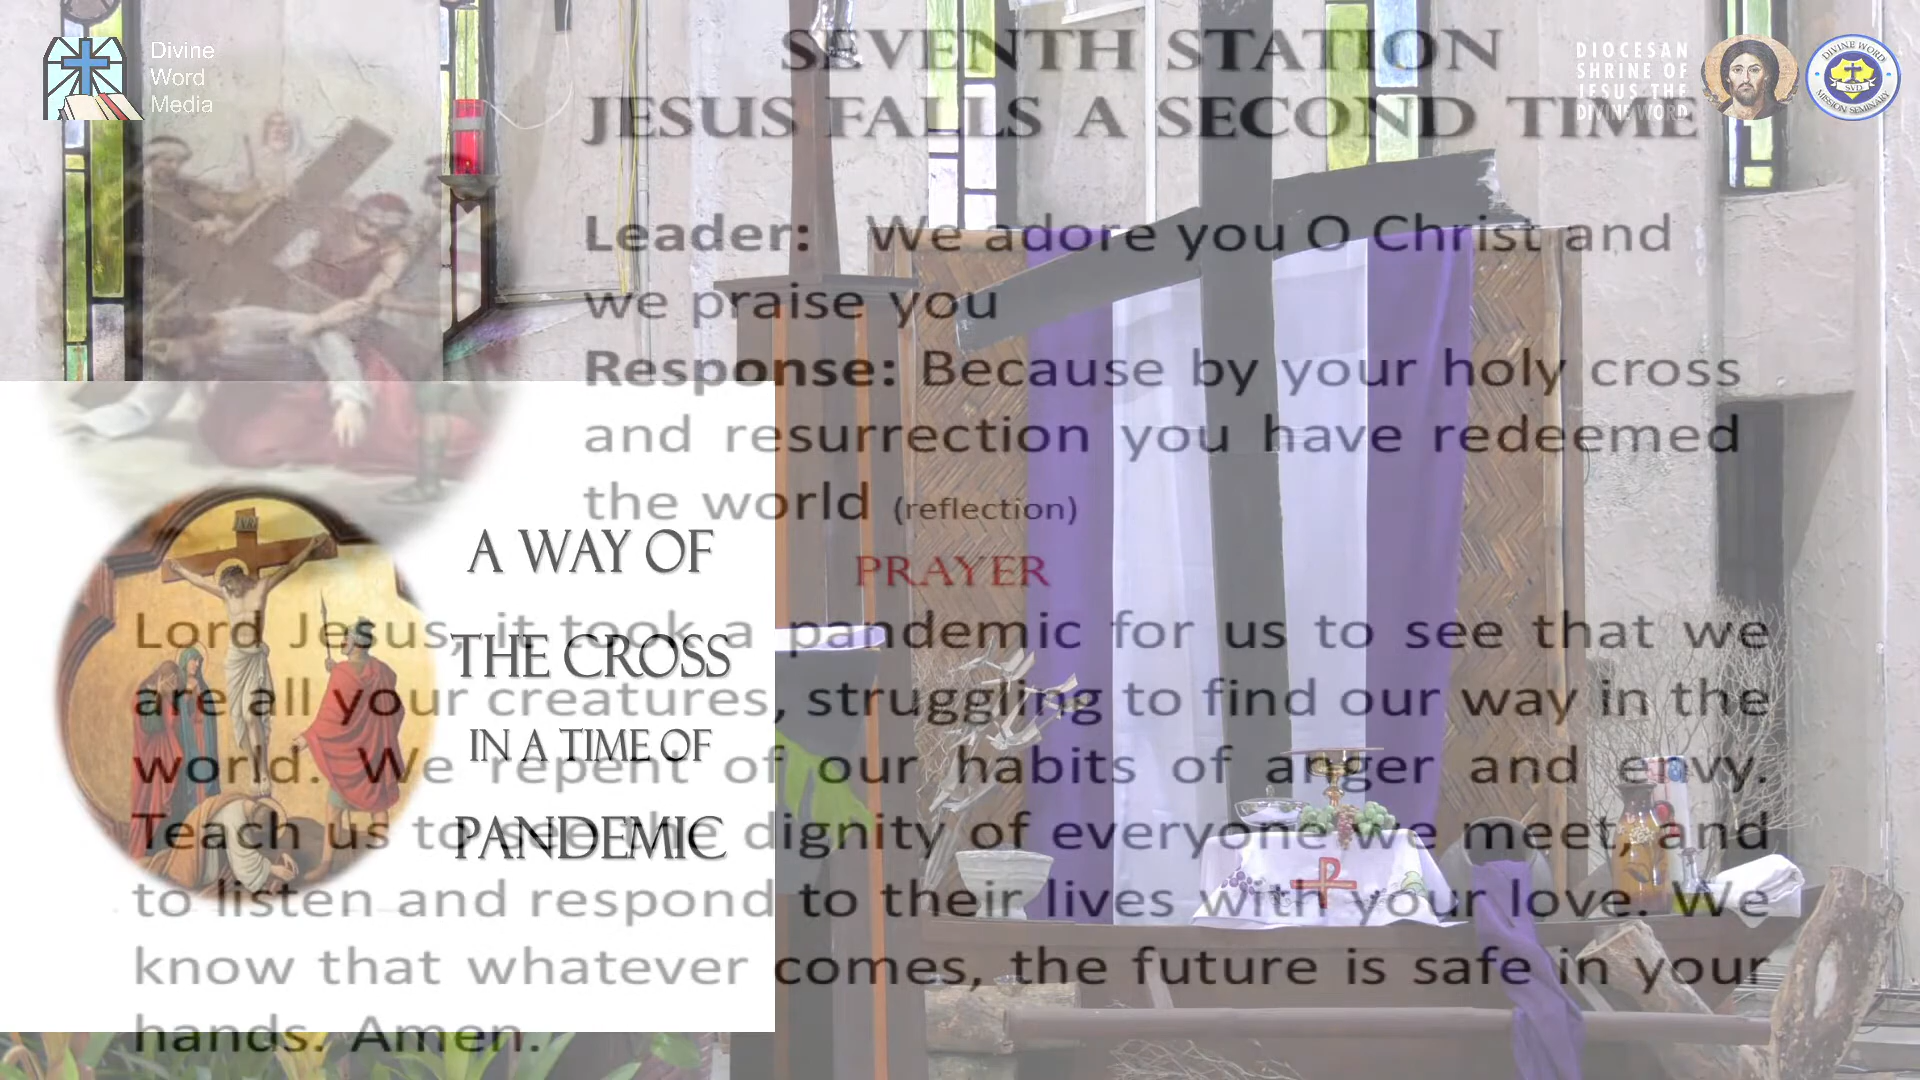 Divine
Word
Media
DIOCESAN
SHRINE OF
JESUS THE
DIVINE WORD
DIVINE WORD
SVD
MISSION SEMINARY
SEVENTH STATION
JESUS FALLS A SECOND TIME
Leader: We adore you O Christ and
we praise you
Response: Because by your holy cross
and resurrection you have redeemed
the world (reflection)
PRAYER
Lord Jesus, it took a pandemic for us to see that we
are all your creatures, struggling to find our way in the
world. We repent of our habits of anger and envy.
Teach us to see the dignity of everyone we meet, and
to listen and respond to their lives with your love. We
know that whatever comes, the future is safe in your
hands. Amen.
A WAY OF
THE CROSS
IN A TIME OF
PANDEMIC